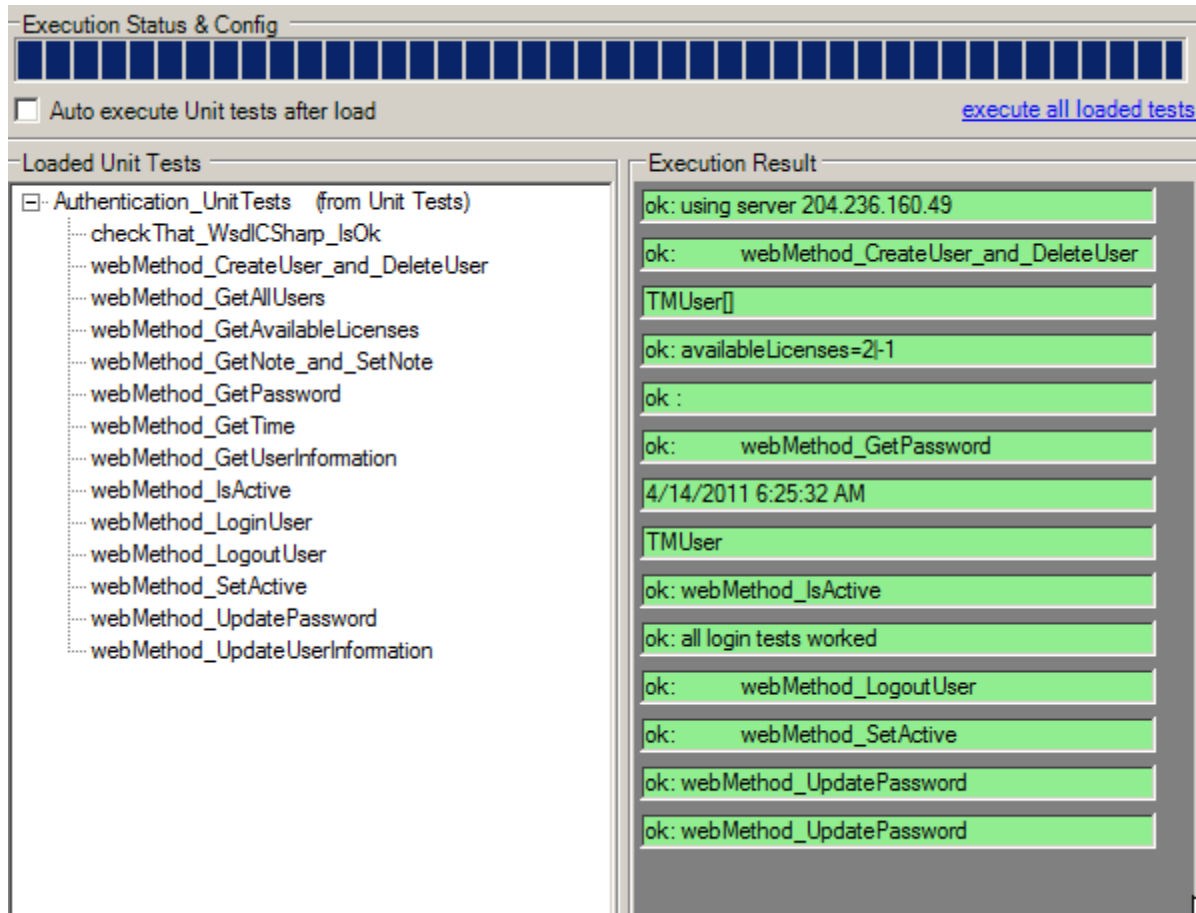 Execution Status & Config
Auto execute Unit tests after load
execute all loaded tests
Loaded Unit Tests
Authentication_UnitTests (from Unit Tests)
checkThat_WsdlCSharp_IsOk
webMethod_CreateUser_and_DeleteUser
webMethod_GetAllUsers
webMethod_GetAvailableLicenses
webMethod_GetNote_and_SetNote
webMethod_GetPassword
webMethod_GetTime
webMethod_GetUserInformation
webMethod_IsActive
webMethod_LoginUser
webMethod_LogoutUser
webMethod_SetActive
webMethod_UpdatePassword
webMethod_UpdateUserInformation
Execution Result
ok: using server 204.236.160.49
ok: webMethod_CreateUser_and_DeleteUser
TMUser[]
ok: availableLicenses=2|-1
ok :
ok: webMethod_GetPassword
4/14/2011 6:25:32 AM
TMUser
ok: webMethod_IsActive
ok: all login tests worked
ok: webMethod_LogoutUser
ok: webMethod_SetActive
ok: webMethod_UpdatePassword
ok: webMethod_UpdatePassword